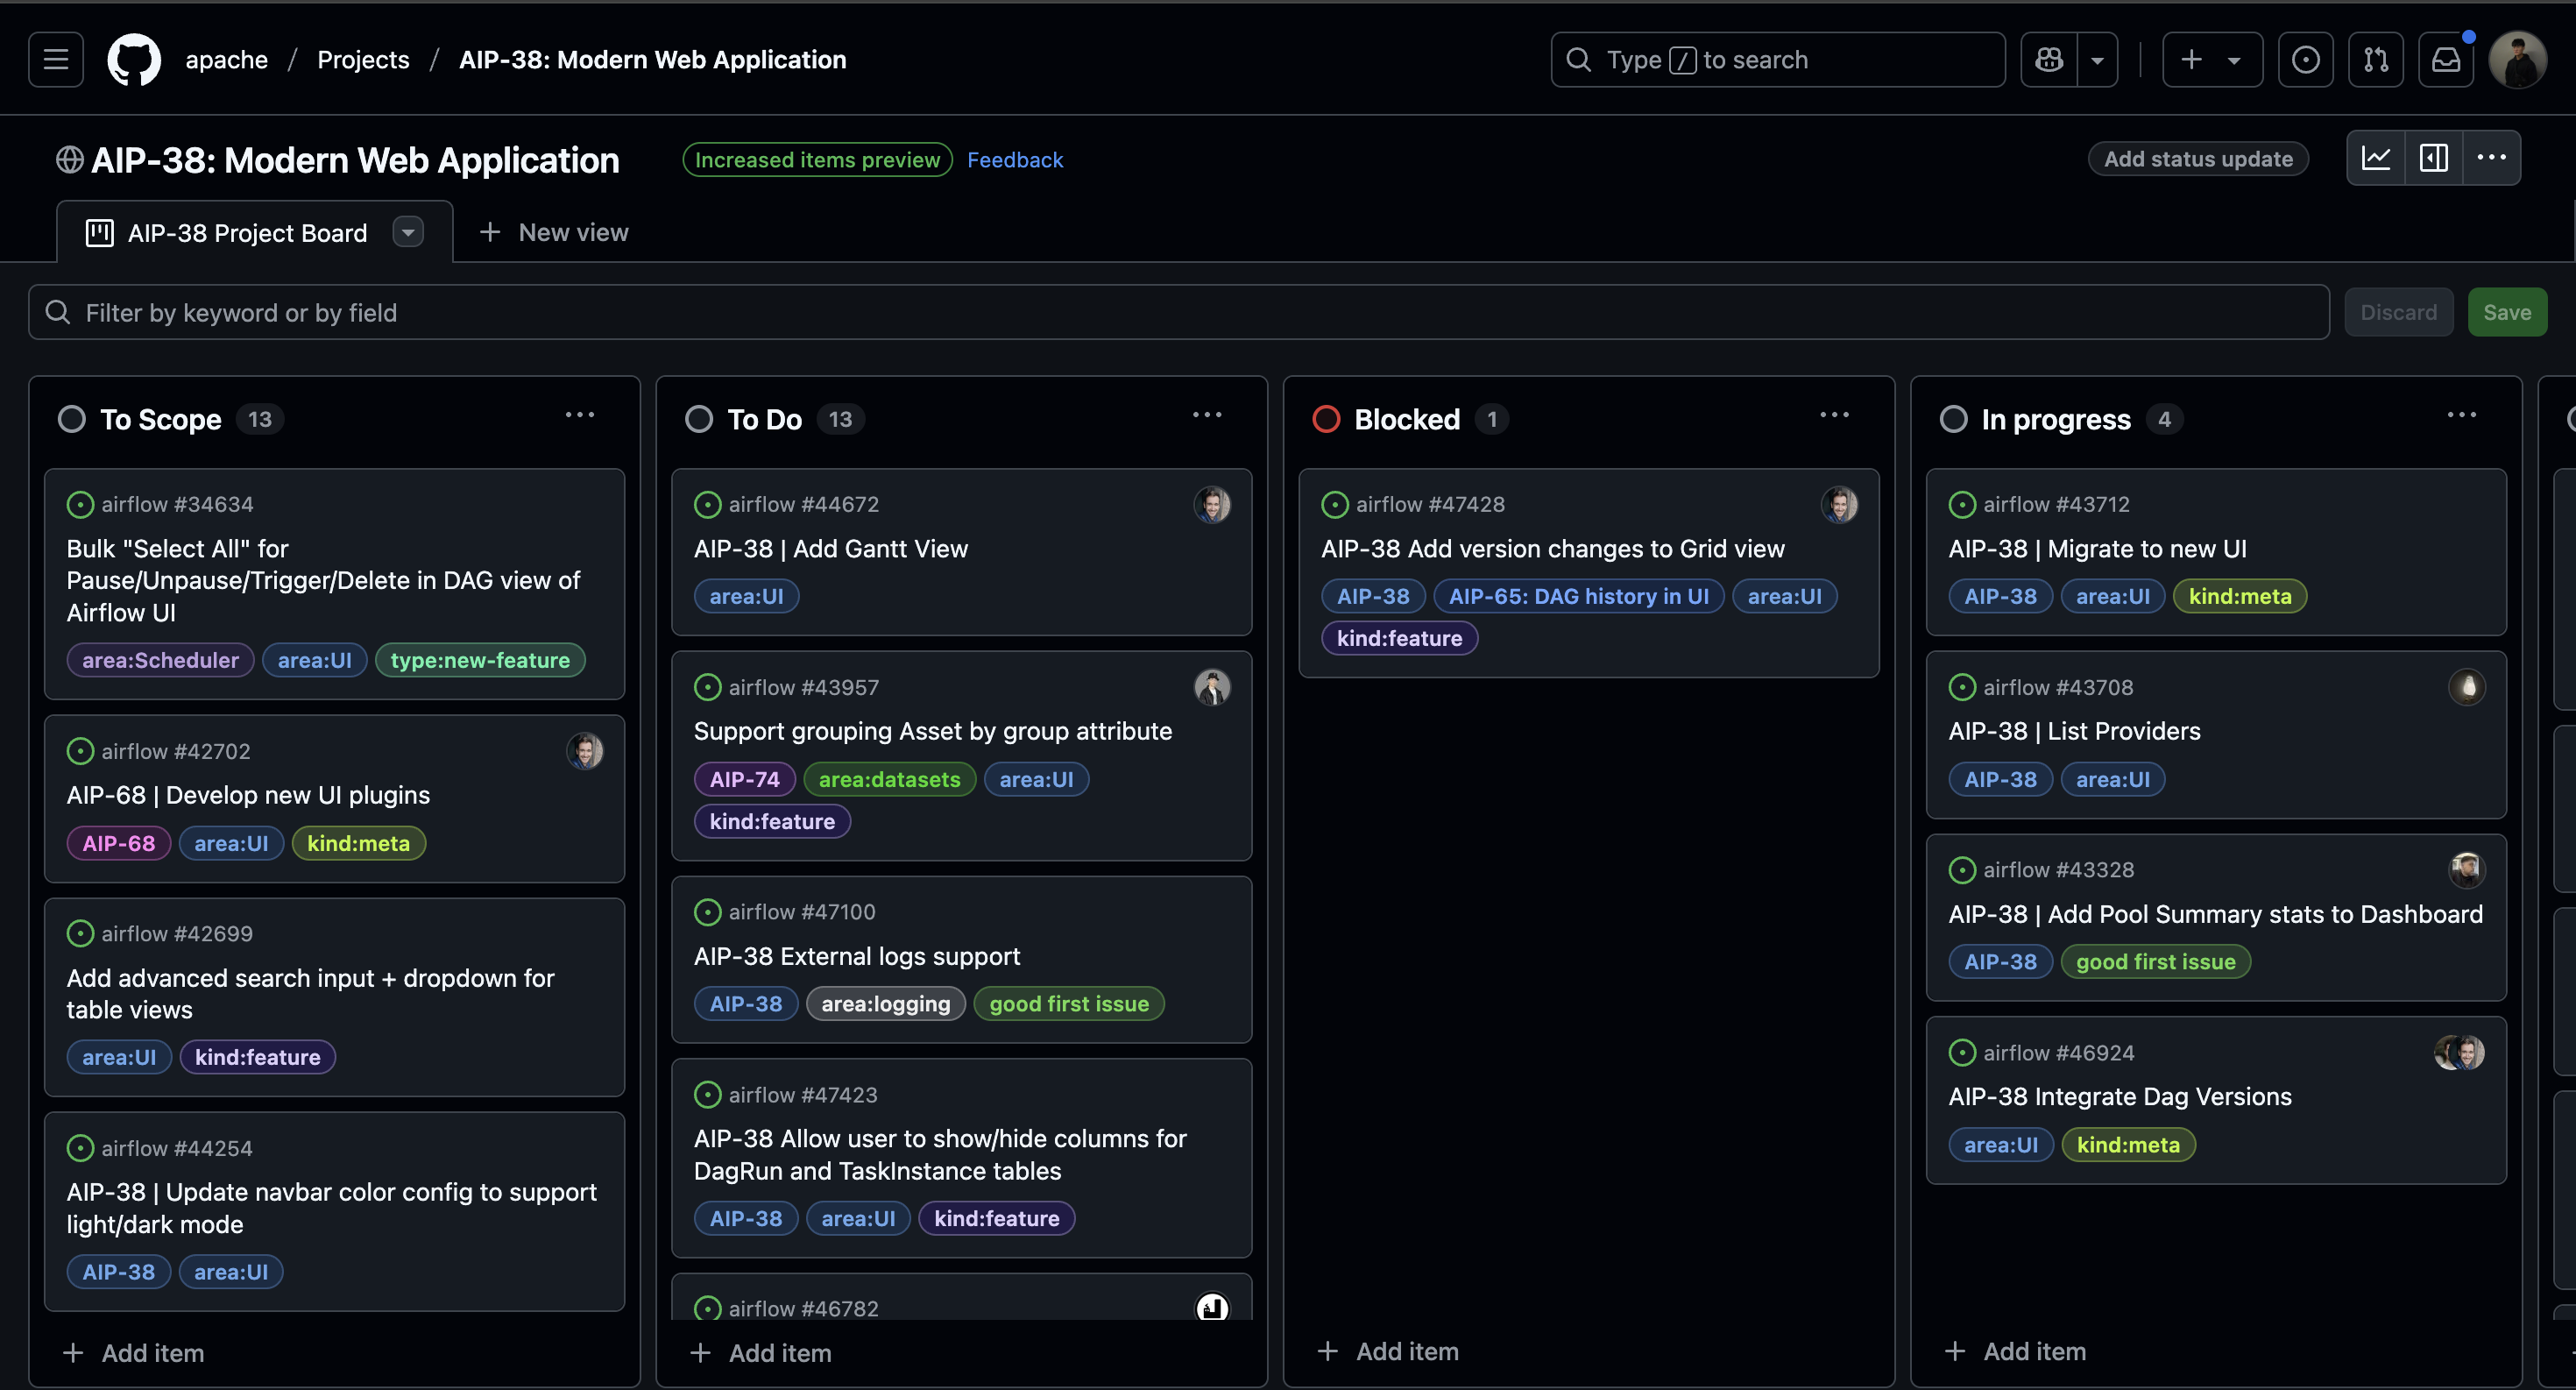 apache / Projects / AIP-38: Modern Web Application
Type / to search
AIP-38: Modern Web Application
Increased items preview
Feedback
Add status update
AIP-38 Project Board
New view
Filter by keyword or by field
Discard
Save
To Scope 13
airflow #34634
Bulk "Select All" for
Pause/Unpause/Trigger/Delete in DAG view of
Airflow UI
area:Scheduler area:UI type:new-feature
airflow #42702
AIP-68 | Develop new UI plugins
AIP-68 area:UI kind:meta
airflow #42699
Add advanced search input + dropdown for
table views
area:UI kind:feature
airflow #44254
AIP-38 | Update navbar color config to support
light/dark mode
AIP-38 area:UI
Add item
To Do 13
airflow #44672
AIP-38 | Add Gantt View
area:UI
airflow #43957
Support grouping Asset by group attribute
AIP-74 area:datasets area:UI
kind:feature
airflow #47100
AIP-38 External logs support
AIP-38 area:logging good first issue
airflow #47423
AIP-38 Allow user to show/hide columns for
DagRun and TaskInstance tables
AIP-38 area:UI kind:feature
airflow #46782
Add item
Blocked 1
airflow #47428
AIP-38 Add version changes to Grid view
AIP-38 AIP-65: DAG history in UI area:UI
kind:feature
Add item
In progress 4
airflow #43712
AIP-38 | Migrate to new UI
AIP-38 area:UI kind:meta
airflow #43708
AIP-38 | List Providers
AIP-38 area:UI
airflow #43328
AIP-38 | Add Pool Summary stats to Dashboard
AIP-38 good first issue
airflow #46924
AIP-38 Integrate Dag Versions
area:UI kind:meta
Add item